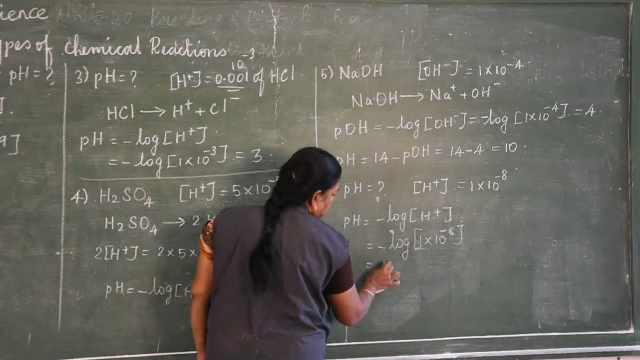 ience
ypes of Chemical Reactions
pH = ?
3) pH = ? [H⁺] = 0.001 of HCl
10⁻³
HCl → H⁺ + Cl⁻
pH = -log[H⁺]
= -log[1×10⁻³] = 3
4) H₂SO₄ [H⁺] = 5×10
H₂SO₄ → 2
2[H⁺] = 2×5×
pH = -log[H
5) NaOH [OH⁻] = 1×10⁻⁴
NaOH → Na⁺ + OH⁻
pOH = -log[OH⁻] = -log[1×10⁻⁴] = 4
pH = 14 - pOH = 14-4 = 10
pH = ? [H⁺] = 1×10⁻⁸
pH = -log[H⁺]
= -log[1×10⁻⁸]
=